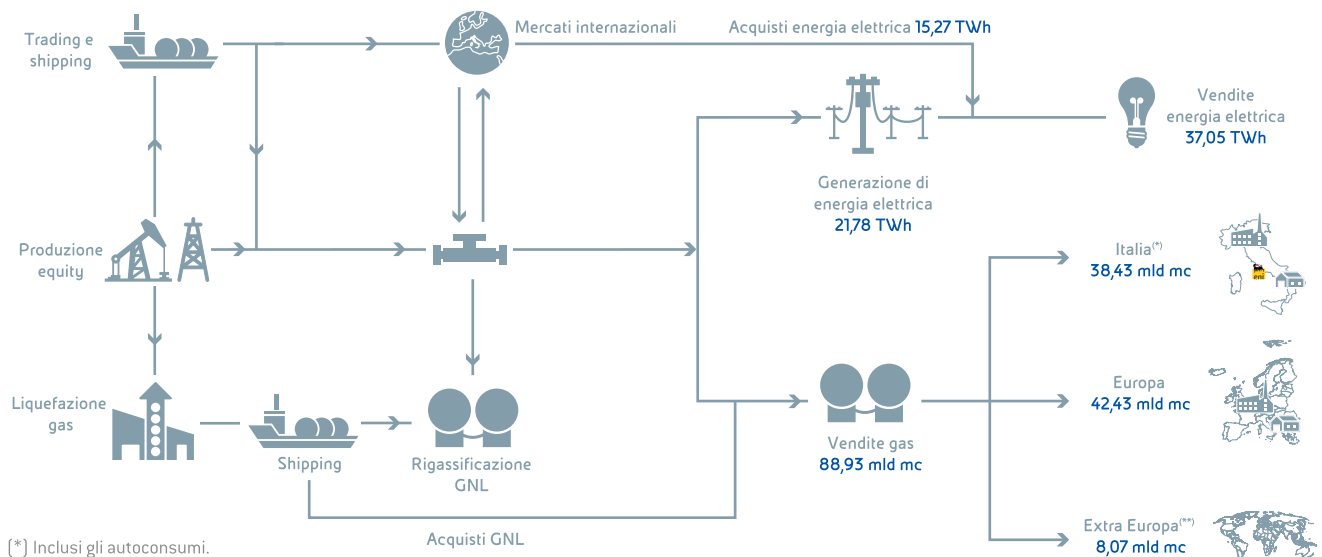 Trading e
shipping
Mercati internazionali
Acquisti energia elettrica 15,27 TWh
Vendite
energia elettrica
37,05 TWh
Generazione di
energia elettrica
21,78 TWh
Produzione
equity
Italia(*)
38,43 mld mc
eni
Liquefazione
gas
Shipping
Rigassificazione
GNL
Acquisti GNL
Vendite gas
88,93 mld mc
Europa
42,43 mld mc
Extra Europa(**)
8,07 mld mc
(*) Inclusi gli autoconsumi.